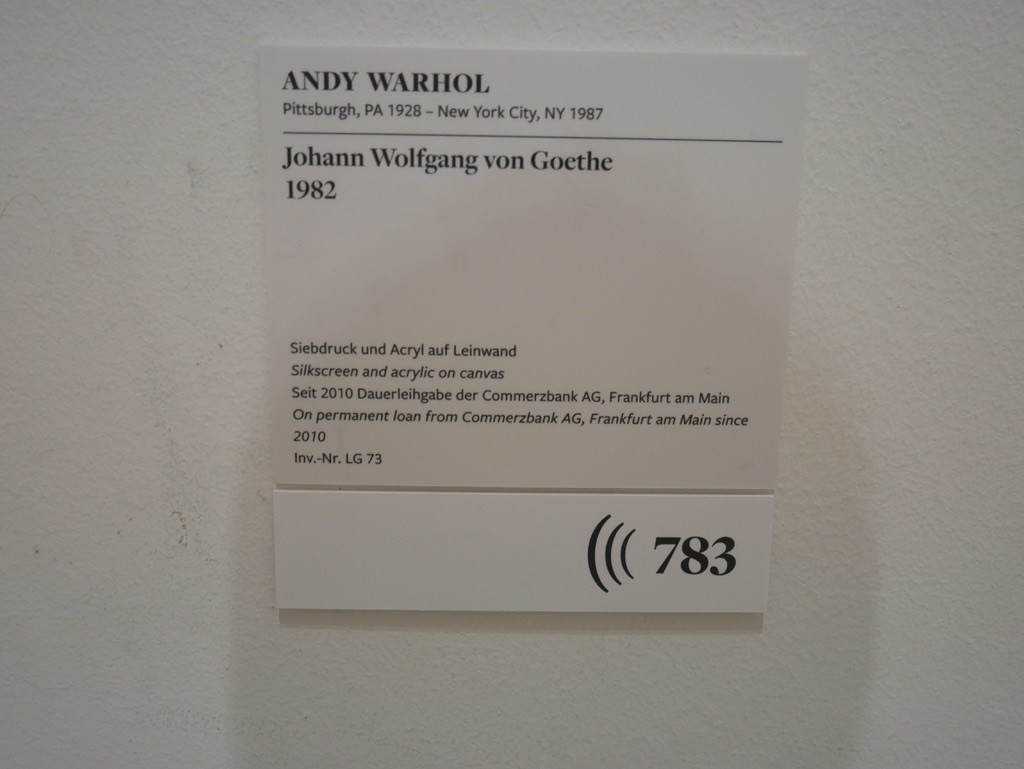 ANDY WARHOL
Pittsburgh, PA 1928 – New York City, NY 1987
Johann Wolfgang von Goethe
1982
Siebdruck und Acryl auf Leinwand
Silkscreen and acrylic on canvas
Seit 2010 Dauerleihgabe der Commerzbank AG, Frankfurt am Main
On permanent loan from Commerzbank AG, Frankfurt am Main since
2010
Inv.-Nr. LG 73
783